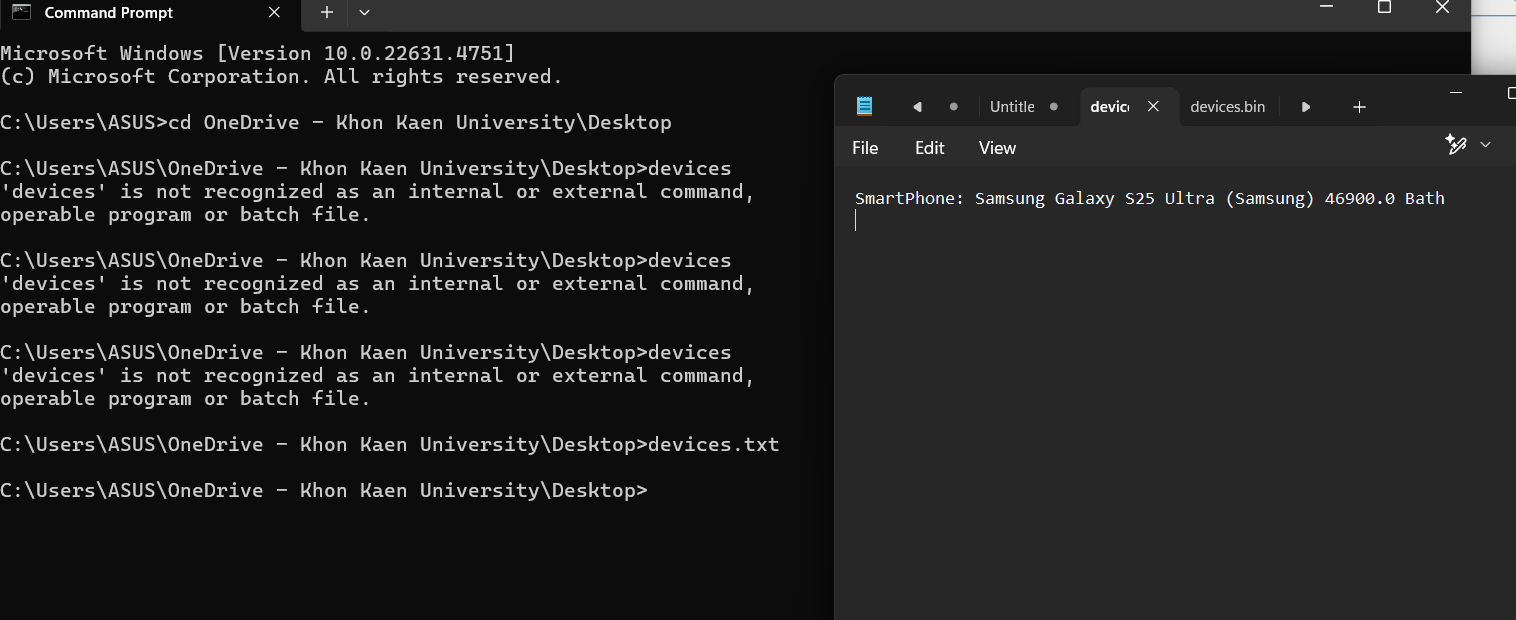 Command Prompt
Microsoft Windows [Version 10.0.22631.4751]
(c) Microsoft Corporation. All rights reserved.
C:\Users\ASUS>cd OneDrive - Khon Kaen University\Desktop
C:\Users\ASUS\OneDrive - Khon Kaen University\Desktop>devices
'devices' is not recognized as an internal or external command,
operable program or batch file.
C:\Users\ASUS\OneDrive - Khon Kaen University\Desktop>devices
'devices' is not recognized as an internal or external command,
operable program or batch file.
C:\Users\ASUS\OneDrive - Khon Kaen University\Desktop>devices
'devices' is not recognized as an internal or external command,
operable program or batch file.
C:\Users\ASUS\OneDrive - Khon Kaen University\Desktop>devices.txt
C:\Users\ASUS\OneDrive - Khon Kaen University\Desktop>
Untitle devic devices.bin
File Edit View
SmartPhone: Samsung Galaxy S25 Ultra (Samsung) 46900.0 Bath